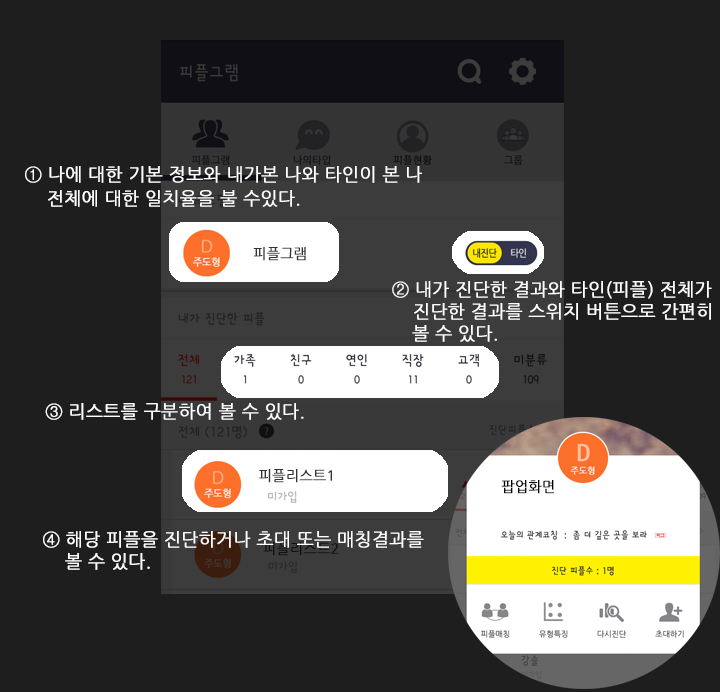 피플그램
피플그램 나의타입 피플현황 그룹
① 나에 대한 기본 정보와 내가본 나와 타인이 본 나
전체에 대한 일치율을 불 수있다.
D
주도형
피플그램
내진단 타인
② 내가 진단한 결과와 타인(피플) 전체가
진단한 결과를 스위치 버튼으로 간편히
볼 수 있다.
내가 진단한 피플
전체 가족 친구 연인 직장 고객 미분류
121 1 0 0 11 0 109
③ 리스트를 구분하여 볼 수 있다.
전체 (121명) ?
진단피플
D
주도형
피플리스트1
미가입
④ 해당 피플을 진단하거나 초대 또는 매칭결과를
볼 수 있다.
D
주도형
피플리스트2
미가입
D
주도형
팝업화면
오늘의 관계코칭 : 좀 더 깊은 곳을 보라
진단 피플수 : 1명
피플매칭 유형특징 다시진단 초대하기
강솔